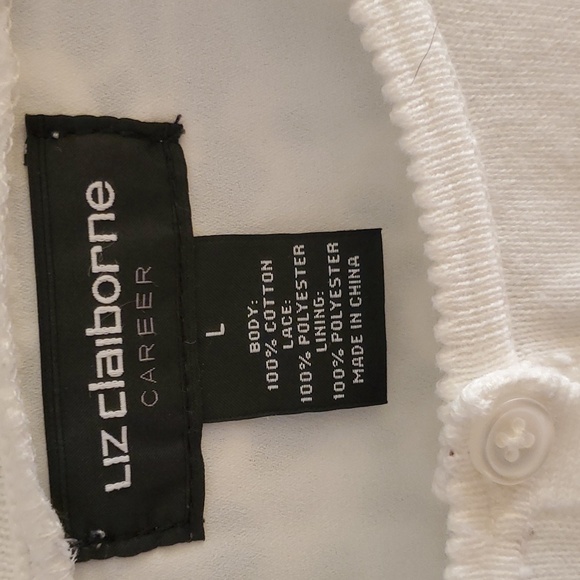 LIZ claiborne
CAREER
L
BODY:
100% COTTON
LACE:
100% POLYESTER
LINING:
100% POLYESTER
MADE IN CHINA